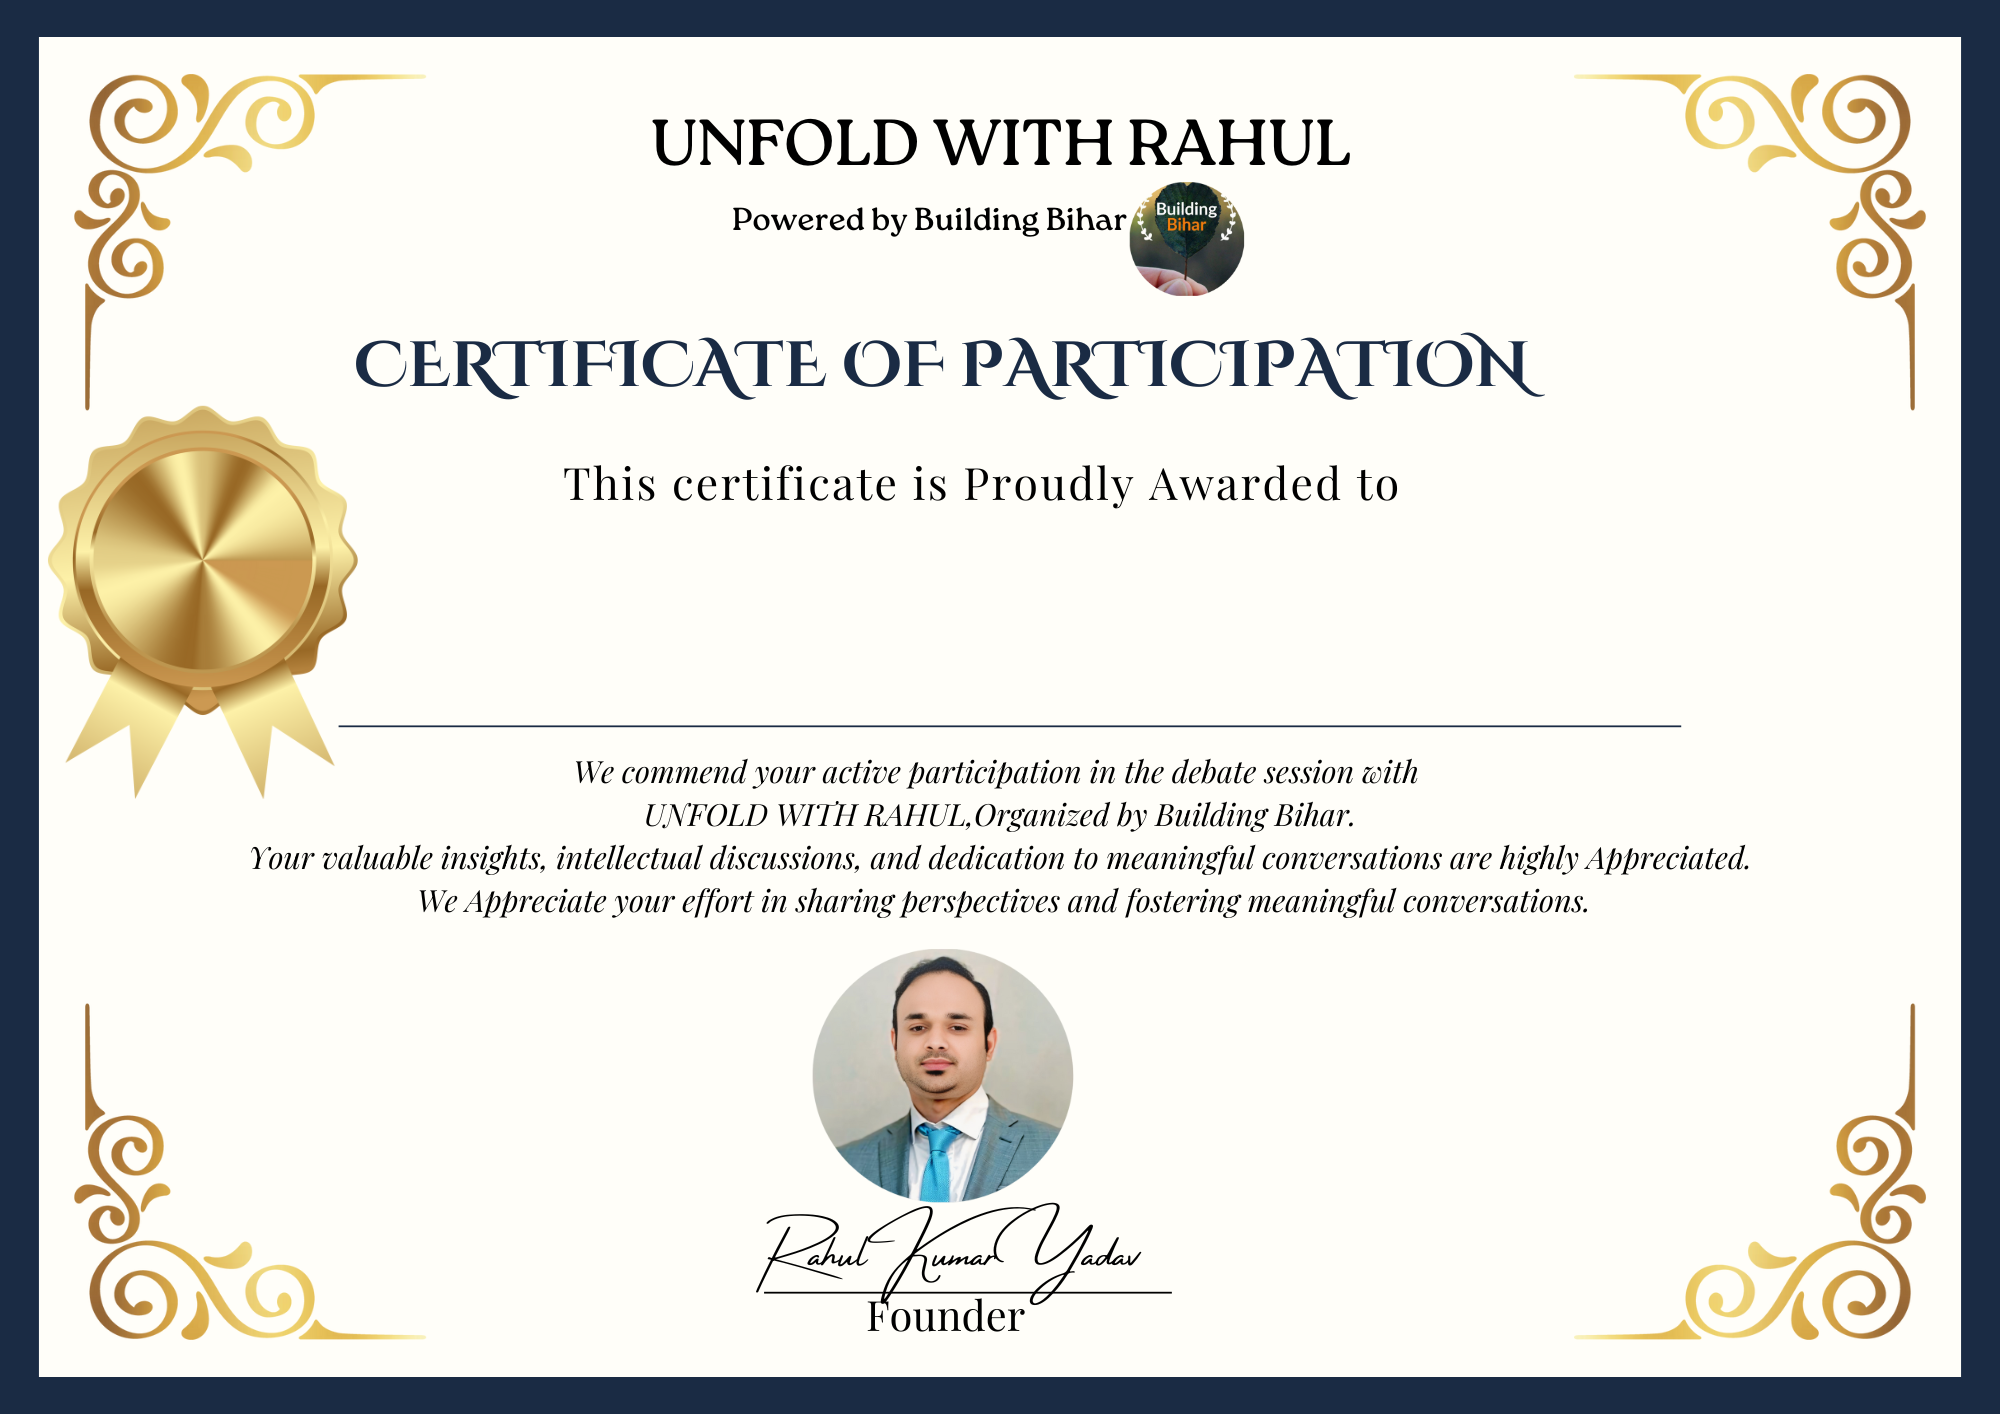 UNFOLD WITH RAHUL
Powered by Building Bihar
Building
Bihar
CERTIFICATE OF PARTICIPATION
This certificate is Proudly Awarded to
We commend your active participation in the debate session with
UNFOLD WITH RAHUL,Organized by Building Bihar.
Your valuable insights, intellectual discussions, and dedication to meaningful conversations are highly Appreciated.
We Appreciate your effort in sharing perspectives and fostering meaningful conversations.
Rahul Kumar Yadav
Founder